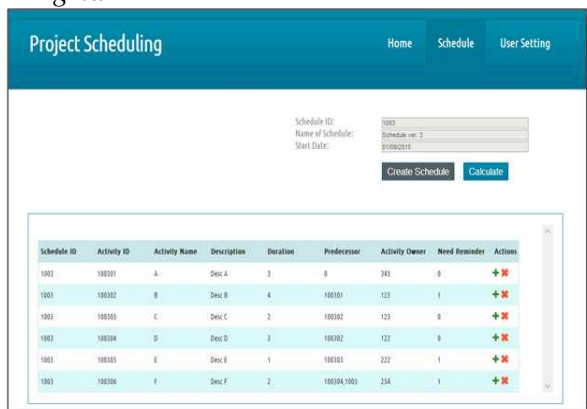 Project Scheduling Home Schedule User Setting
Schedule ID: 1003
Name of Schedule: Schedule ver. 3
Start Date: 01/09/2015
Create Schedule Calculate
Schedule ID Activity ID Activity Name Description Duration Predecessor Activity Owner Need Reminder Actions
1003 100301 A Desc A 3 0 343 0
1003 100302 B Desc B 4 100301 123 1
1003 100303 C Desc C 2 100302 123 0
1003 100304 D Desc D 3 100302 122 0
1003 100305 E Desc E 1 100303 222 1
1003 100306 F Desc F 2 100304,1003 234 1